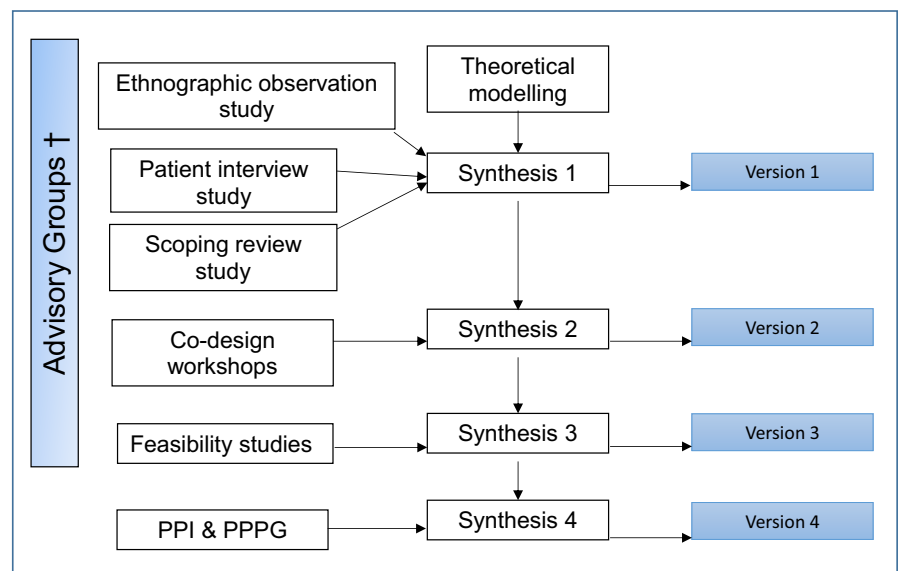 Advisory Groups †
Ethnographic observation
study
Theoretical
modelling
Patient interview
study
Synthesis 1
Version 1
Scoping review
study
Co-design
workshops
Synthesis 2
Version 2
Feasibility studies
Synthesis 3
Version 3
PPI & PPPG
Synthesis 4
Version 4